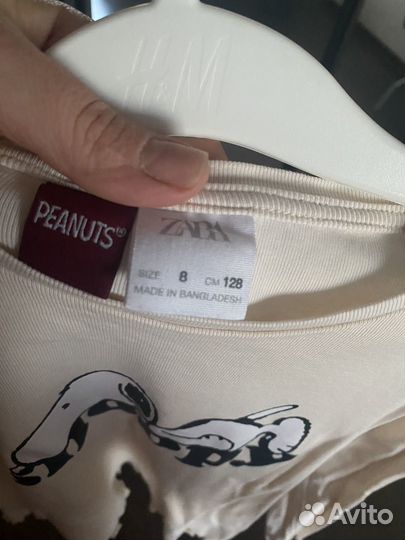 H&M
PEANUTS
ZARA
SIZE 8 CM 128
MADE IN BANGLADESH
Avito